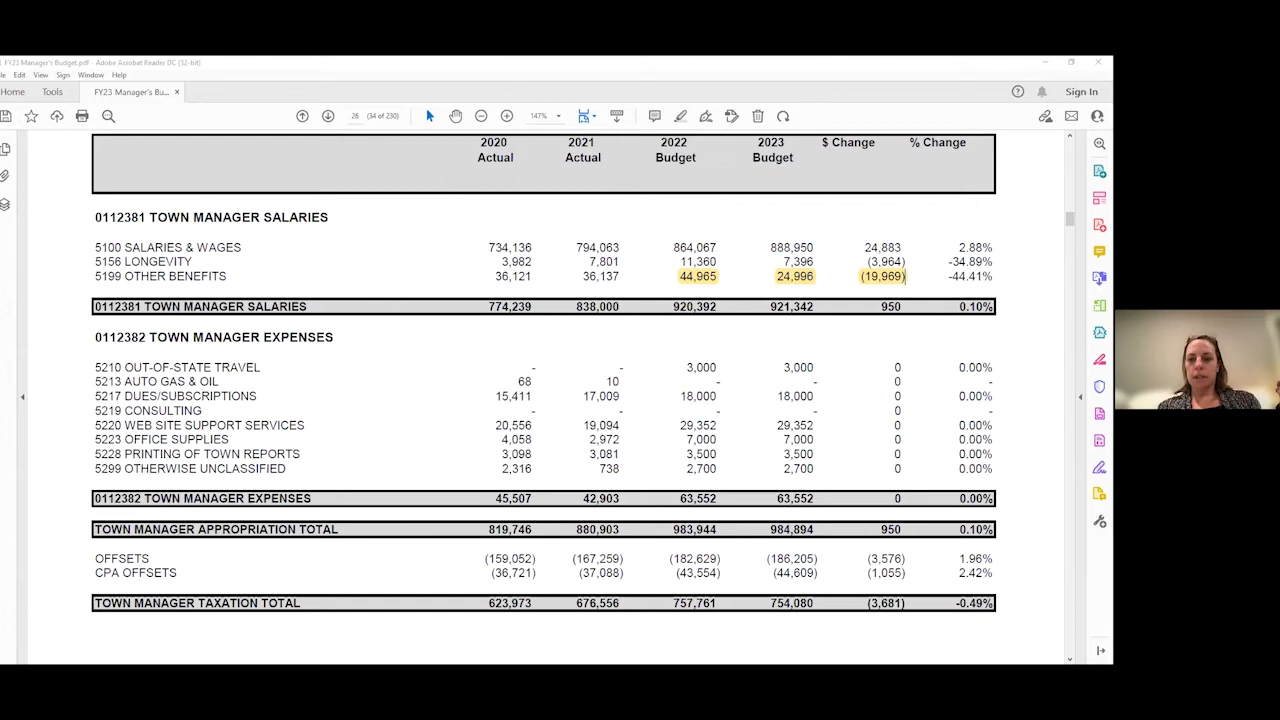 FY23 Manager's Budget.pdf - Adobe Acrobat Reader DC (32-bit)
le Edit View Sign Window Help
Home Tools FY23 Manager's Bu... × Sign In
26 (34 of 230) 147%
2020 2021 2022 2023 $ Change % Change
Actual Actual Budget Budget
0112381 TOWN MANAGER SALARIES
5100 SALARIES & WAGES 734,136 794,063 864,067 888,950 24,883 2.88%
5156 LONGEVITY 3,982 7,801 11,360 7,396 (3,964) -34.89%
5199 OTHER BENEFITS 36,121 36,137 44,965 24,996 (19,969) -44.41%
0112381 TOWN MANAGER SALARIES 774,239 838,000 920,392 921,342 950 0.10%
0112382 TOWN MANAGER EXPENSES
5210 OUT-OF-STATE TRAVEL - - 3,000 3,000 0 0.00%
5213 AUTO GAS & OIL 68 10 - - 0 -
5217 DUES/SUBSCRIPTIONS 15,411 17,009 18,000 18,000 0 0.00%
5219 CONSULTING - - - - 0 -
5220 WEB SITE SUPPORT SERVICES 20,556 19,094 29,352 29,352 0 0.00%
5223 OFFICE SUPPLIES 4,058 2,972 7,000 7,000 0 0.00%
5228 PRINTING OF TOWN REPORTS 3,098 3,081 3,500 3,500 0 0.00%
5299 OTHERWISE UNCLASSIFIED 2,316 738 2,700 2,700 0 0.00%
0112382 TOWN MANAGER EXPENSES 45,507 42,903 63,552 63,552 0 0.00%
TOWN MANAGER APPROPRIATION TOTAL 819,746 880,903 983,944 984,894 950 0.10%
OFFSETS (159,052) (167,259) (182,629) (186,205) (3,576) 1.96%
CPA OFFSETS (36,721) (37,088) (43,554) (44,609) (1,055) 2.42%
TOWN MANAGER TAXATION TOTAL 623,973 676,556 757,761 754,080 (3,681) -0.49%